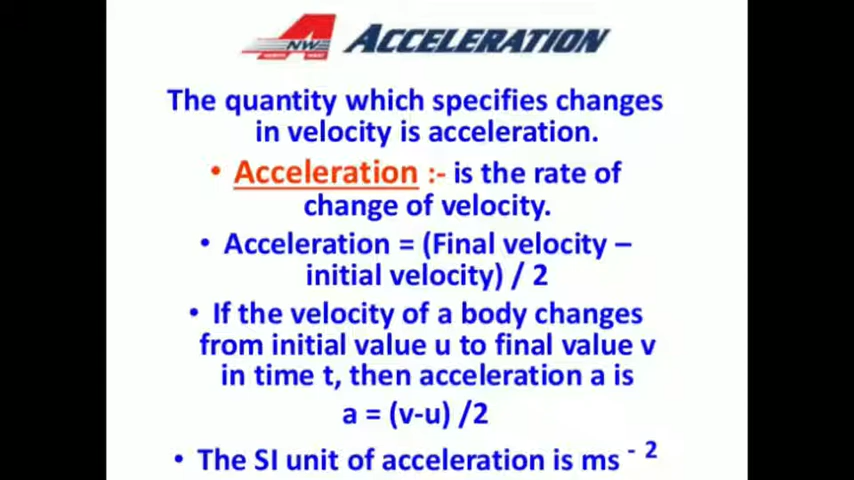 NW ACCELERATION
The quantity which specifies changes
in velocity is acceleration.
• Acceleration :- is the rate of
change of velocity.
• Acceleration = (Final velocity –
initial velocity) / 2
• If the velocity of a body changes
from initial value u to final value v
in time t, then acceleration a is
a = (v-u) /2
• The SI unit of acceleration is ms⁻²